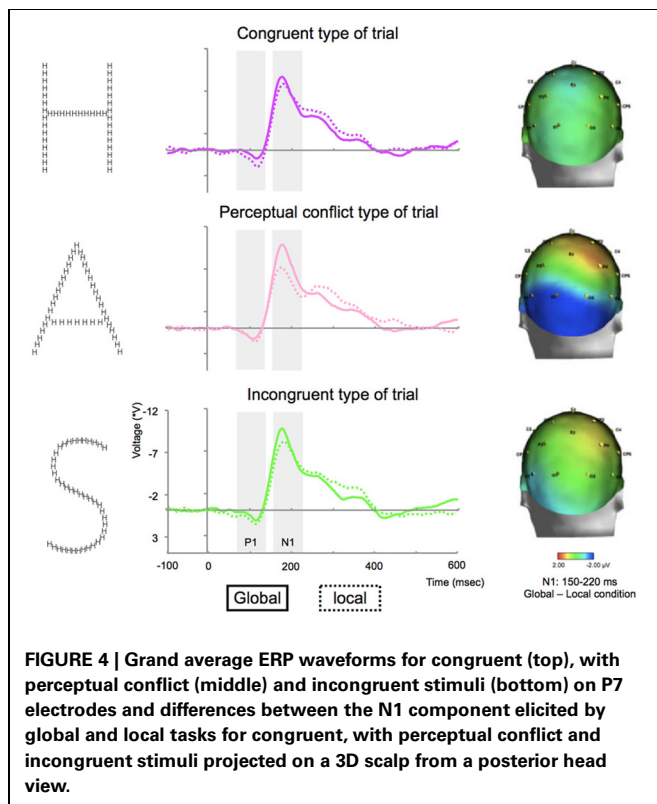 Congruent type of trial
Perceptual conflict type of trial
Incongruent type of trial
Voltage (*V)
-12
-7
-2
3
P1
N1
-100
0
200
400
600
Time (msec)
Global
local
2.00
-2.00 μV
N1: 150-220 ms
Global – Local condition
FIGURE 4 | Grand average ERP waveforms for congruent (top), with
perceptual conflict (middle) and incongruent stimuli (bottom) on P7
electrodes and differences between the N1 component elicited by
global and local tasks for congruent, with perceptual conflict and
incongruent stimuli projected on a 3D scalp from a posterior head
view.